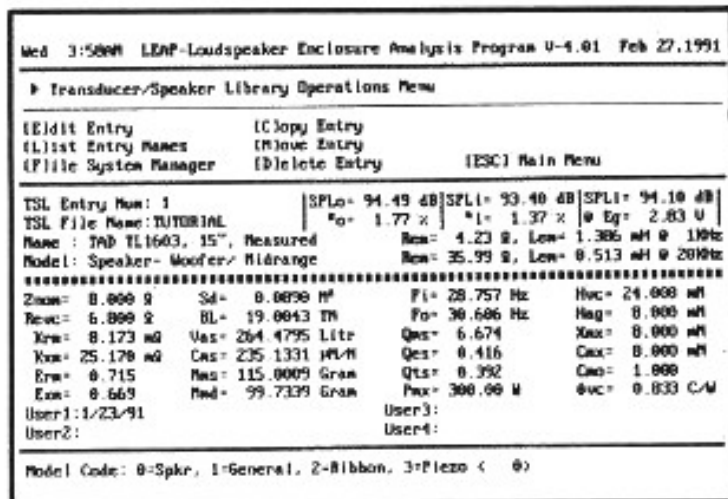 Wed 3:50AM LEAP-Loudspeaker Enclosure Analysis Program V-4.01 Feb 27,1991
▶ Transducer/Speaker Library Operations Menu
[E]dit Entry [C]opy Entry
[L]ist Entry Names [M]ove Entry
[F]ile System Manager [D]elete Entry [ESC] Main Menu
TSL Entry Num: 1 |SPLo= 94.49 dB|SPLi= 93.40 dB|SPLi= 94.10 dB|
TSL File Name:TUTORIAL | 1.77 % | 1.37 % |@ Eg= 2.83 V|
Name : TAD TL1603, 15", Measured Rem= 4.23 Ω, Lem= 1.386 mH @ 1KHz
Model: Speaker- Woofer/ Midrange Rem= 35.99 Ω, Lem= 0.513 mH @ 20KHz
Znom= 8.000 Ω Sd= 0.0890 M² Fi= 28.757 Hz Hvc= 24.000 mM
Revc= 6.000 Ω BL= 19.0043 TM Fo= 30.606 Hz Hag= 8.000 mM
Krm= 8.173 mΩ Vas= 264.4795 Litr Qms= 6.674 Xmx= 8.000 mM
Kxm= 25.170 mΩ Cms= 235.1331 µM/N Qes= 0.416 Cmx= 8.000 mM
Erm= 0.715 Mms= 115.0009 Gram Qts= 0.392 Cmo= 1.000
Exm= 0.669 Mmd= 99.7339 Gram Pmx= 300.00 W θvc= 0.833 C/W
User1:1/23/91 User3:
User2: User4:
Model Code: 0=Spkr, 1=General, 2=Ribbon, 3=Piezo < 0>